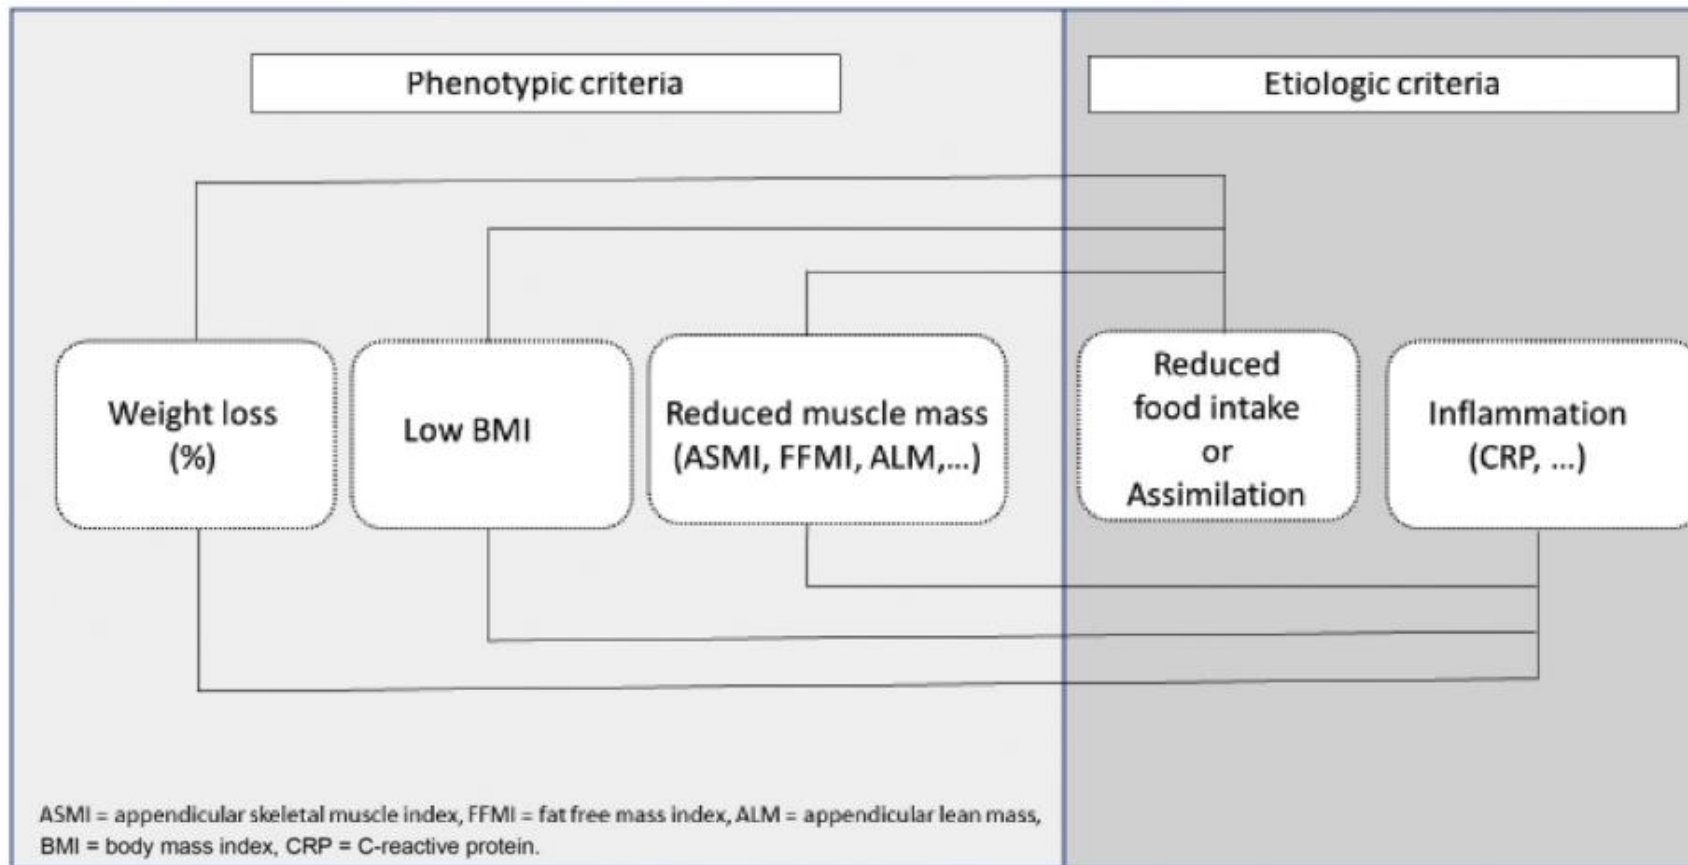 Phenotypic criteria
Etiologic criteria
Weight loss
(%)
Low BMI
Reduced muscle mass
(ASMI, FFMI, ALM,...)
Reduced
food intake
or
Assimilation
Inflammation
(CRP, ...)
ASMI = appendicular skeletal muscle index, FFMI = fat free mass index, ALM = appendicular lean mass,
BMI = body mass index, CRP = C-reactive protein.